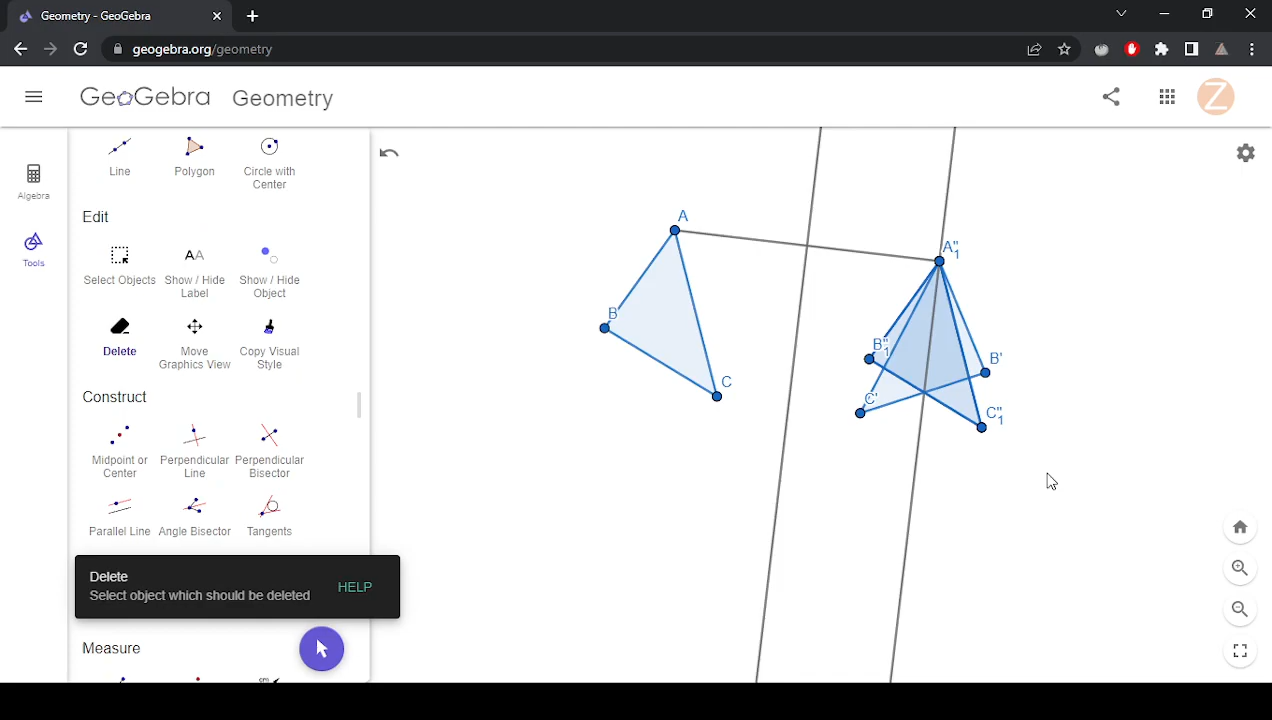 Geometry - GeoGebra
geogebra.org/geometry
GeoGebra Geometry
Z
Algebra
Tools
Line
Polygon
Circle with
Center
Edit
Select Objects
Show / Hide
Label
Show / Hide
Object
AA
Delete
Move
Graphics View
Copy Visual
Style
Construct
Midpoint or
Center
Perpendicular
Line
Perpendicular
Bisector
Parallel Line
Angle Bisector
Tangents
Delete
Select object which should be deleted
HELP
Measure
cm
A
B
C
A"1
B"1
B'
C'
C"1